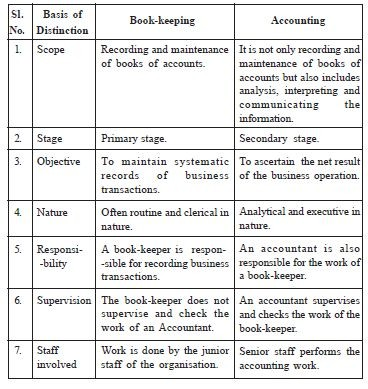 Sl. Basis of Book-keeping Accounting
No. Distinction
1. Scope Recording and maintenance It is not only recording and
of books of accounts. maintenance of books of
accounts but also includes
analysis, interpreting and
communicating the
information.
2. Stage Primary stage. Secondary stage.
3. Objective To maintain systematic To ascertain the net result
records of business of the business operation.
transactions.
4. Nature Often routine and clerical in Analytical and executive in
nature. nature.
5. Responsi- A book-keeper is respon- An accountant is also
-bility -sible for recording business responsible for the work of
transactions. a book-keeper.
6. Supervision The book-keeper does not An accountant supervises
supervise and check the and checks the work of the
work of an Accountant. book-keeper.
7. Staff Work is done by the junior Senior staff performs the
involved staff of the organisation. accounting work.